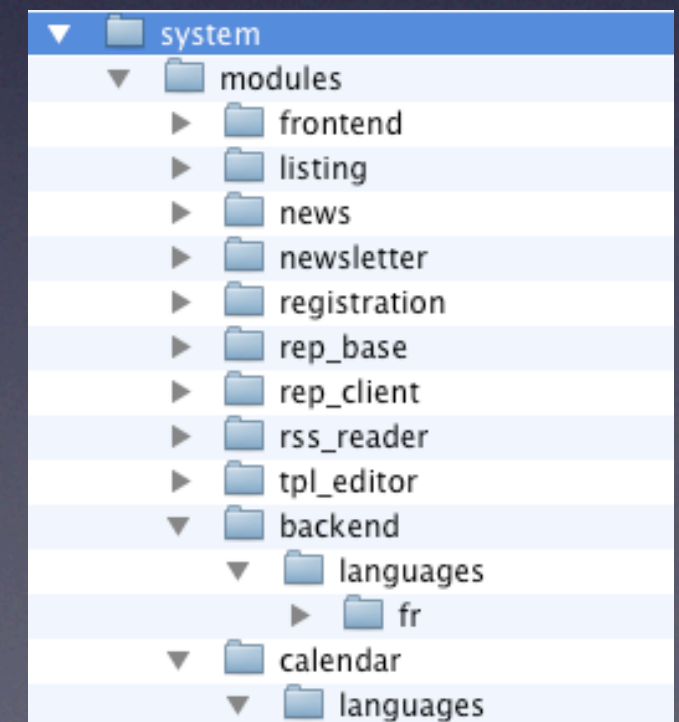 system
modules
frontend
listing
news
newsletter
registration
rep_base
rep_client
rss_reader
tpl_editor
backend
languages
fr
calendar
languages